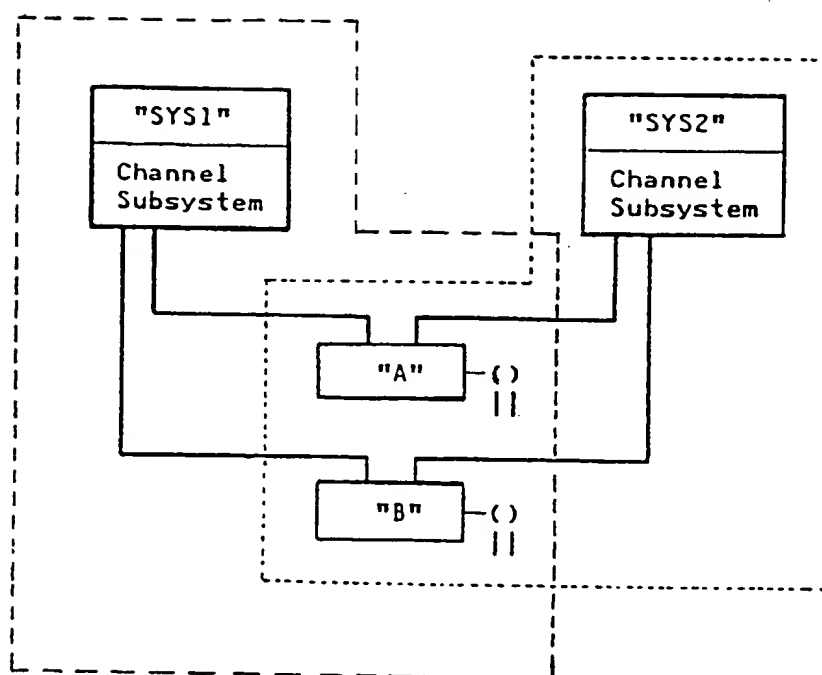 "SYS1"
Channel
Subsystem
"SYS2"
Channel
Subsystem
"A"
"B"